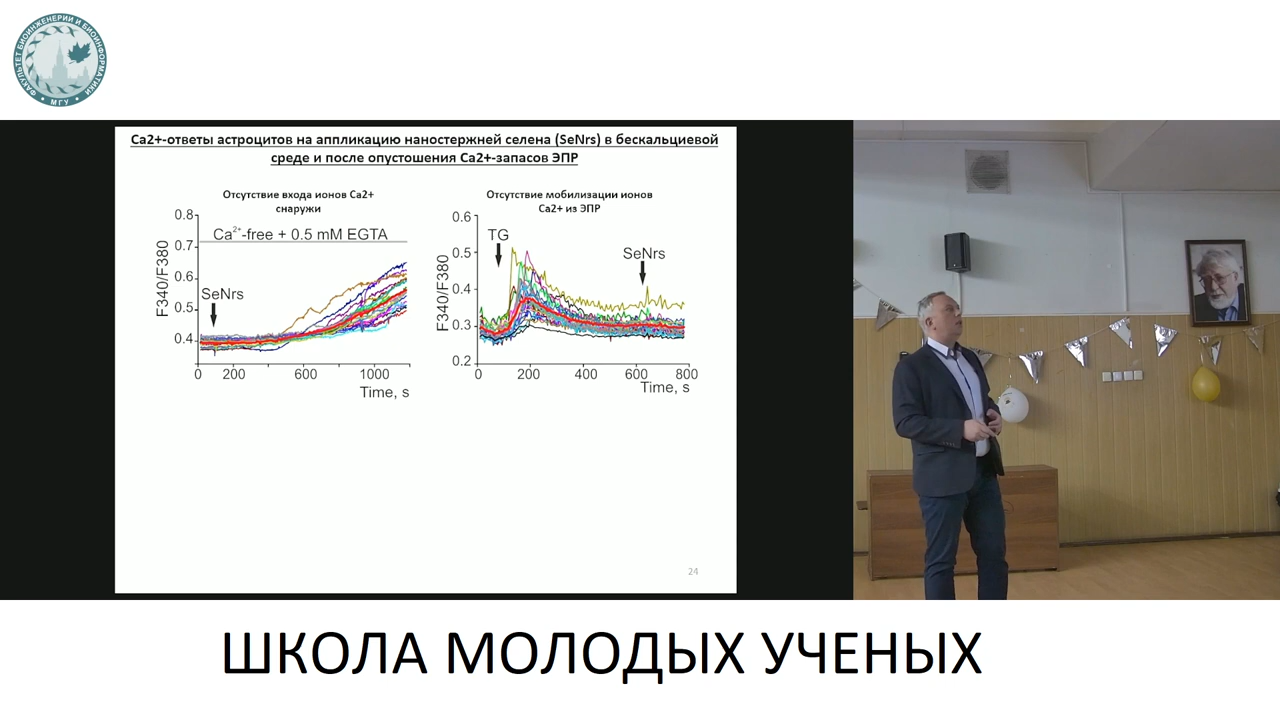 ФАКУЛЬТЕТ БИОИНЖЕНЕРИИ И БИОИНФОРМАТИКИ
МГУ
Ca2+-ответы астроцитов на аппликацию наностержней селена (SeNrs) в бескальциевой
среде и после опустошения Ca2+-запасов ЭПР
Отсутствие входа ионов Ca2+
снаружи
0.8
0.7
0.6
0.5
0.4
F340/F380
Ca2+-free + 0.5 mM EGTA
SeNrs
0
200
600
1000
Time, s
Отсутствие мобилизации ионов
Ca2+ из ЭПР
0.6
0.5
0.4
0.3
0.2
F340/F380
TG
SeNrs
0
200
400
600
800
Time, s
24
ШКОЛА МОЛОДЫХ УЧЕНЫХ